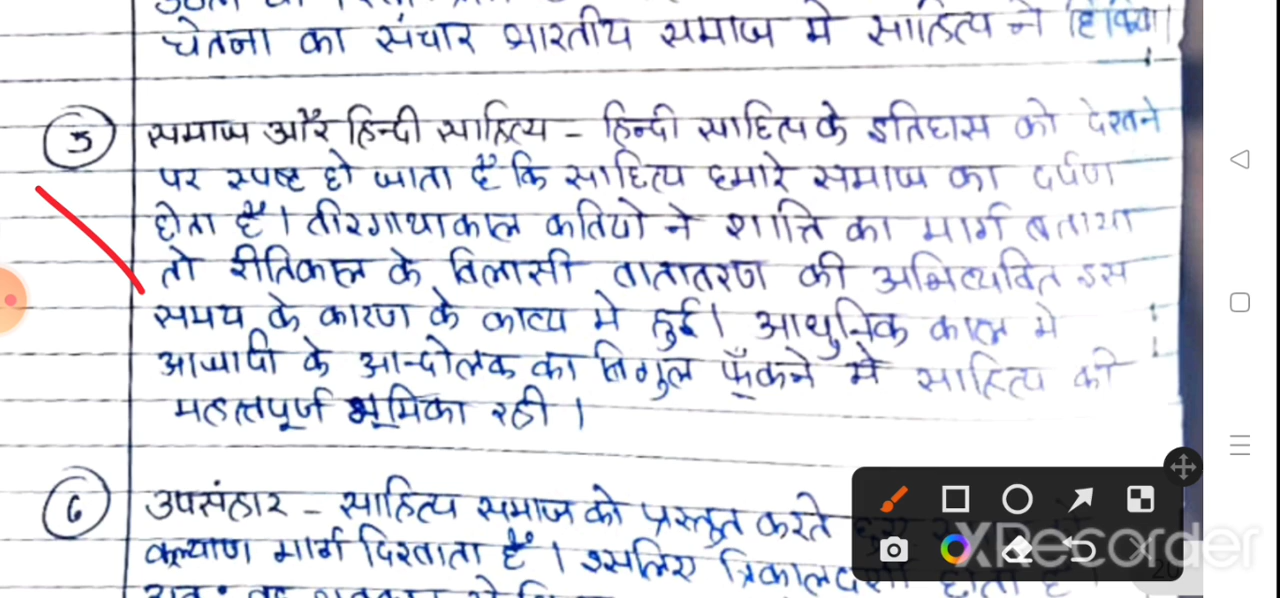 चेतना का संचार भारतीय समाज मे साहित्य ने
5 समाज और हिन्दी साहित्य - हिन्दी साहित्य के इतिहास को देखने
पर स्पष्ट हो जाता है कि साहित्य हमारे समाज का दर्पण
होता है। वीरगाथाकाल कवियो ने शान्ति का मार्ग बताया
तो रीतिकाल के विलासी वातावरण की अभिव्यक्ति इस
समय के कारण के काव्य मे हुई। आधुनिक काल मे
आजादी के आन्दोलक का बिगुल फूँकने मे साहित्य की
महत्वपूर्ण भूमिका रही।
6 उपसंहार - साहित्य समाज को प्रस्तुत करते
कल्याण मार्ग दिखाता है। इसलिए त्रिकालदर्शी होता है।
XRecorder